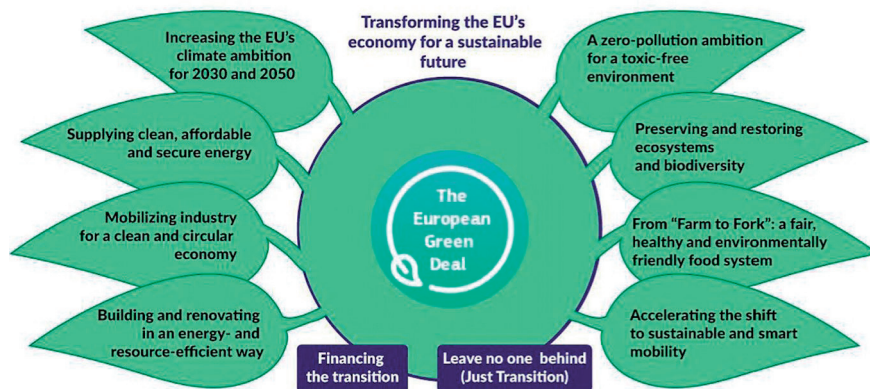 Transforming the EU's
economy for a sustainable
future
Increasing the EU's
climate ambition
for 2030 and 2050
Supplying clean, affordable
and secure energy
Mobilizing industry
for a clean and circular
economy
Building and renovating
in an energy- and
resource-efficient way
The
European
Green
Deal
A zero-pollution ambition
for a toxic-free
environment
Preserving and restoring
ecosystems
and biodiversity
From “Farm to Fork”: a fair,
healthy and environmentally
friendly food system
Accelerating the shift
to sustainable and smart
mobility
Financing
the transition
Leave no one behind
(Just Transition)